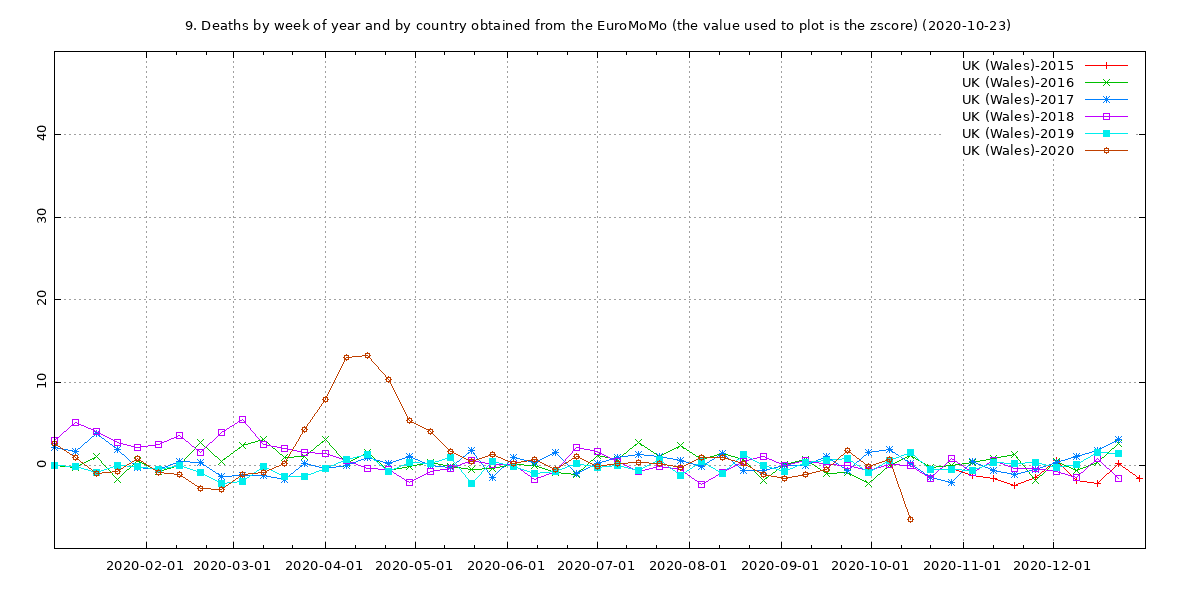 9. Deaths by week of year and by country obtained from the EuroMoMo (the value used to plot is the zscore) (2020-10-23)
UK (Wales)-2015
UK (Wales)-2016
UK (Wales)-2017
UK (Wales)-2018
UK (Wales)-2019
UK (Wales)-2020
40
30
20
10
0
2020-02-01 2020-03-01 2020-04-01 2020-05-01 2020-06-01 2020-07-01 2020-08-01 2020-09-01 2020-10-01 2020-11-01 2020-12-01